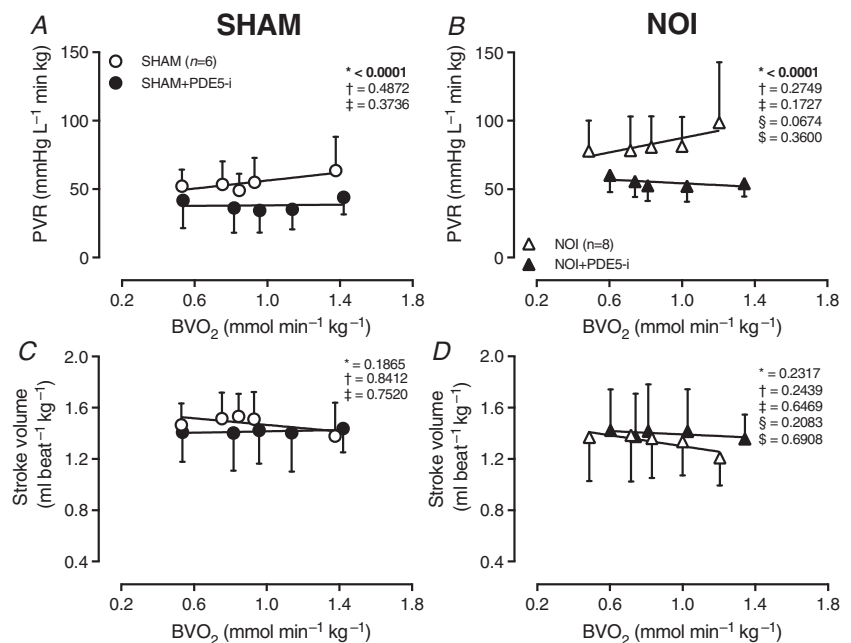 SHAM
NOI
A
PVR (mmHg L⁻¹ min kg)
150
100
50
0
SHAM (n=6)
SHAM+PDE5-i
* < 0.0001
† = 0.4872
‡ = 0.3736
0.2 0.6 1.0 1.4 1.8
BVO₂ (mmol min⁻¹ kg⁻¹)
B
PVR (mmHg L⁻¹ min kg)
150
100
50
0
* < 0.0001
† = 0.2749
‡ = 0.1727
§ = 0.0674
$ = 0.3600
NOI (n=8)
NOI+PDE5-i
0.2 0.6 1.0 1.4 1.8
BVO₂ (mmol min⁻¹ kg⁻¹)
C
Stroke volume
(ml beat⁻¹ kg⁻¹)
2.0
1.6
1.2
0.8
0.4
* = 0.1865
† = 0.8412
‡ = 0.7520
0.2 0.6 1.0 1.4 1.8
BVO₂ (mmol min⁻¹ kg⁻¹)
D
Stroke volume
(ml beat⁻¹ kg⁻¹)
2.0
1.6
1.2
0.8
0.4
* = 0.2317
† = 0.2439
‡ = 0.6469
§ = 0.2083
$ = 0.6908
0.2 0.6 1.0 1.4 1.8
BVO₂ (mmol min⁻¹ kg⁻¹)